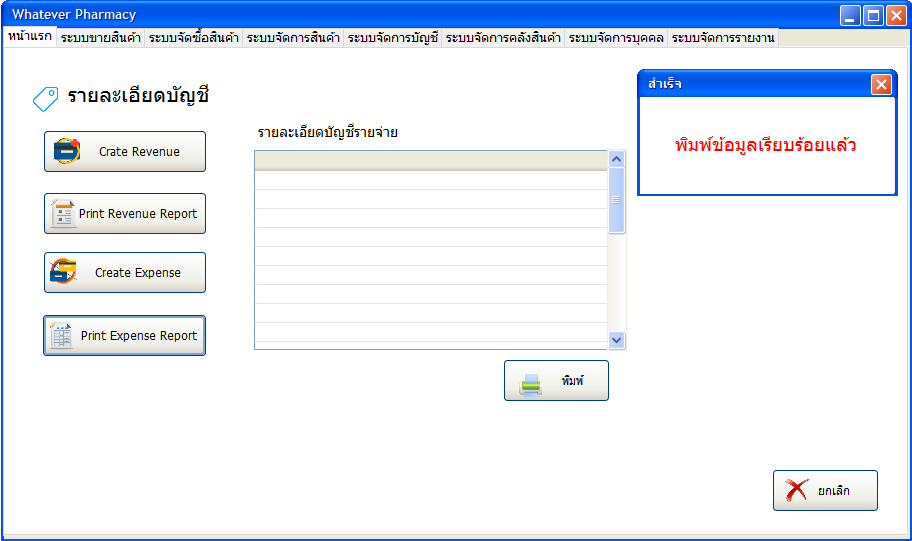 Whatever Pharmacy
หน้าแรก ระบบขายสินค้า ระบบจัดซื้อสินค้า ระบบจัดการสินค้า ระบบจัดการบัญชี ระบบจัดการคลังสินค้า ระบบจัดการบุคคล ระบบจัดการรายงาน
รายละเอียดบัญชี
สำเร็จ
พิมพ์ข้อมูลเรียบร้อยแล้ว
รายละเอียดบัญชีรายจ่าย
Crate Revenue
Print Revenue Report
Create Expense
Print Expense Report
พิมพ์
ยกเลิก